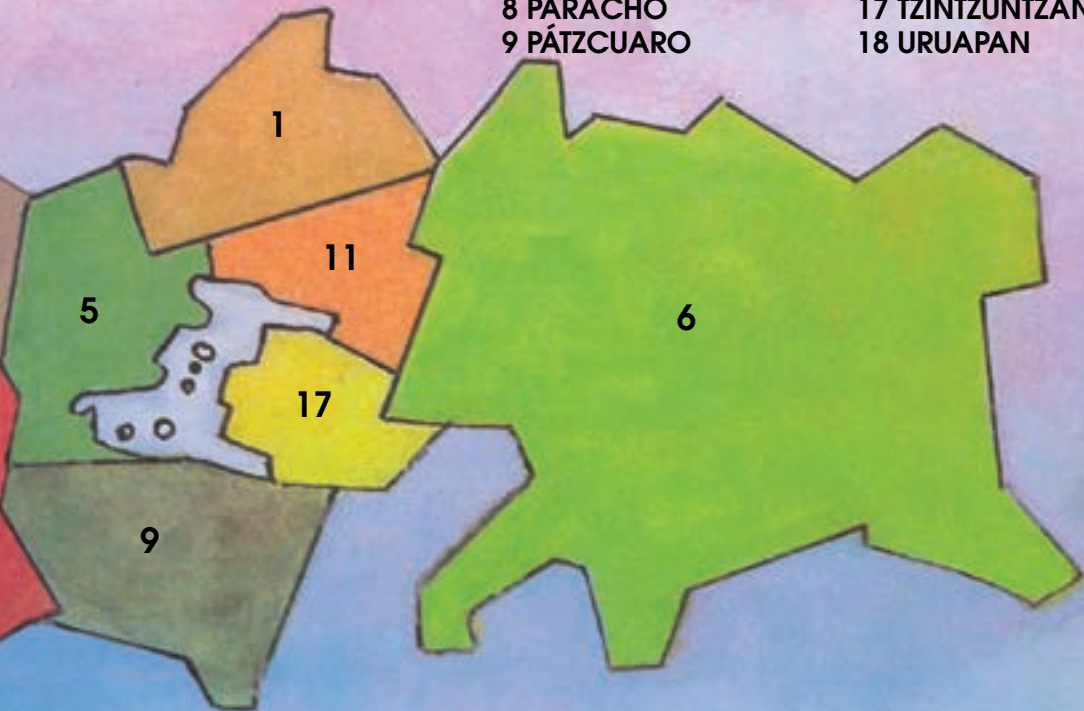 8 PARACHO
9 PÁTZCUARO
17 TZINTZUNTZAN
18 URUAPAN
1
11
5
6
17
9